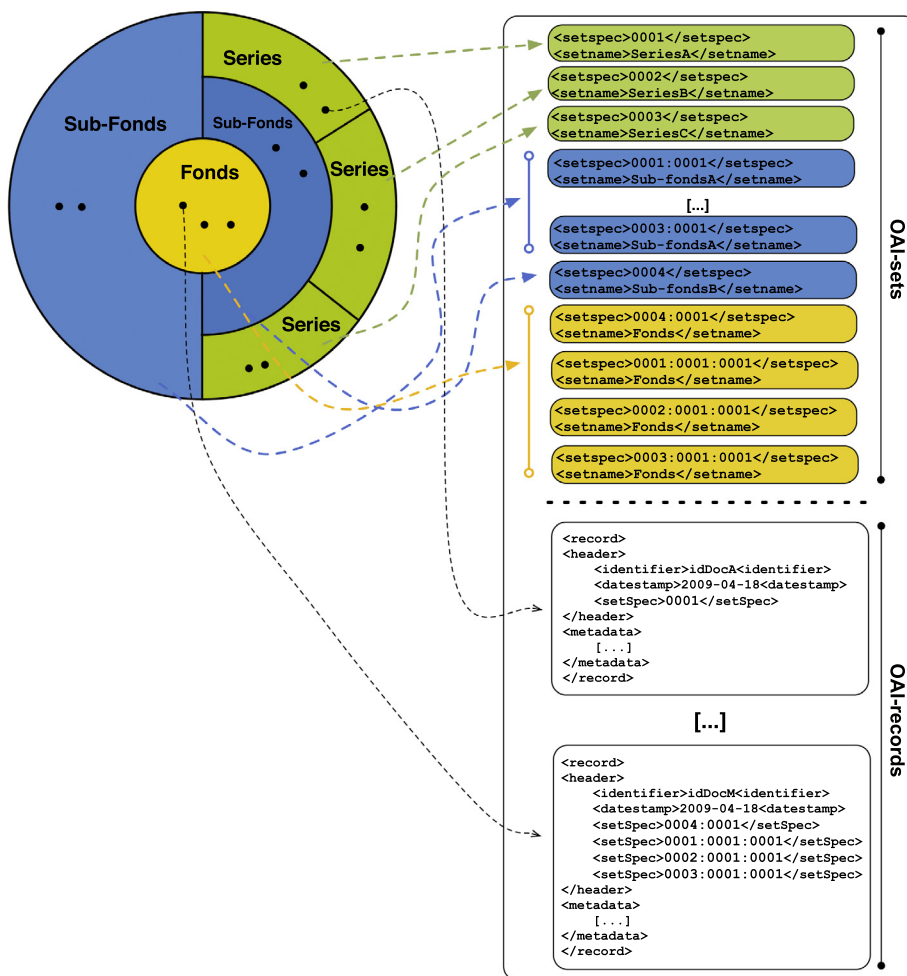 Series
Sub-Fonds
Sub-Fonds
Fonds
Series
Series
<setspec>0001</setspec>
<setname>SeriesA</setname>
<setspec>0002</setspec>
<setname>SeriesB</setname>
<setspec>0003</setspec>
<setname>SeriesC</setname>
<setspec>0001:0001</setspec>
<setname>Sub-fondsA</setname>
[...]
<setspec>0003:0001</setspec>
<setname>Sub-fondsA</setname>
<setspec>0004</setspec>
<setname>Sub-fondsB</setname>
<setspec>0004:0001</setspec>
<setname>Fonds</setname>
<setspec>0001:0001:0001</setspec>
<setname>Fonds</setname>
<setspec>0002:0001:0001</setspec>
<setname>Fonds</setname>
<setspec>0003:0001:0001</setspec>
<setname>Fonds</setname>
OAI-sets
<record>
<header>
<identifier>idDocA<identifier>
<datestamp>2009-04-18<datestamp>
<setSpec>0001</setSpec>
</header>
<metadata>
[...]
</metadata>
</record>
[...]
<record>
<header>
<identifier>idDocM<identifier>
<datestamp>2009-04-18<datestamp>
<setSpec>0004:0001</setSpec>
<setSpec>0001:0001:0001</setSpec>
<setSpec>0002:0001:0001</setSpec>
<setSpec>0003:0001:0001</setSpec>
</header>
<metadata>
[...]
</metadata>
</record>
OAI-records